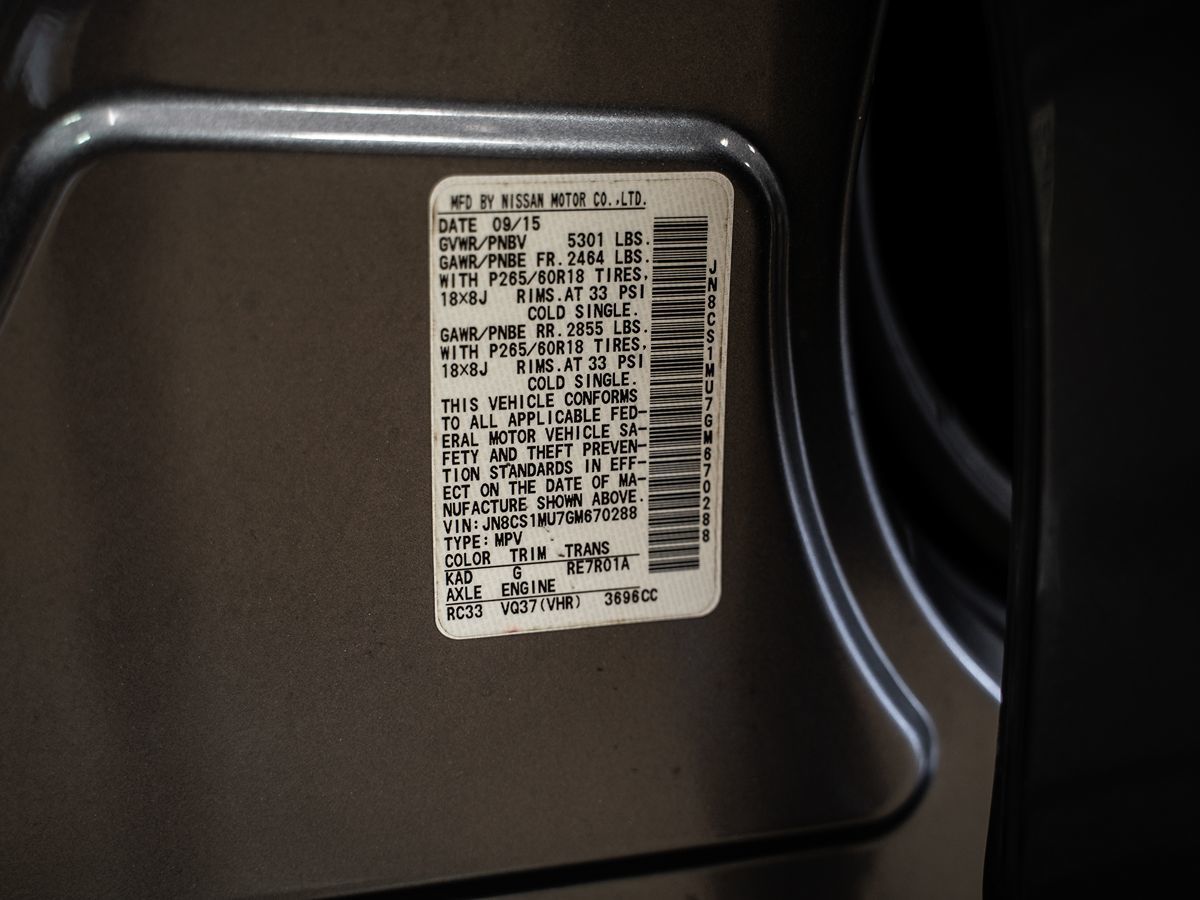 MFD BY NISSAN MOTOR CO.,LTD.
DATE 09/15
GVWR/PNBV 5301 LBS.
GAWR/PNBE FR. 2464 LBS.
WITH P265/60R18 TIRES,
18×8J RIMS.AT 33 PSI
COLD SINGLE.
GAWR/PNBE RR. 2855 LBS.
WITH P265/60R18 TIRES,
18×8J RIMS.AT 33 PSI
COLD SINGLE.
THIS VEHICLE CONFORMS
TO ALL APPLICABLE FED-
ERAL MOTOR VEHICLE SA-
FETY AND THEFT PREVEN-
TION STANDARDS IN EFF-
ECT ON THE DATE OF MA-
NUFACTURE SHOWN ABOVE.
VIN:JN8CS1MU7GM670288
TYPE:MPV
COLOR TRIM TRANS
KAD G RE7R01A
AXLE ENGINE
RC33 VQ37(VHR) 3696CC
JN8CS1MU7GM670288